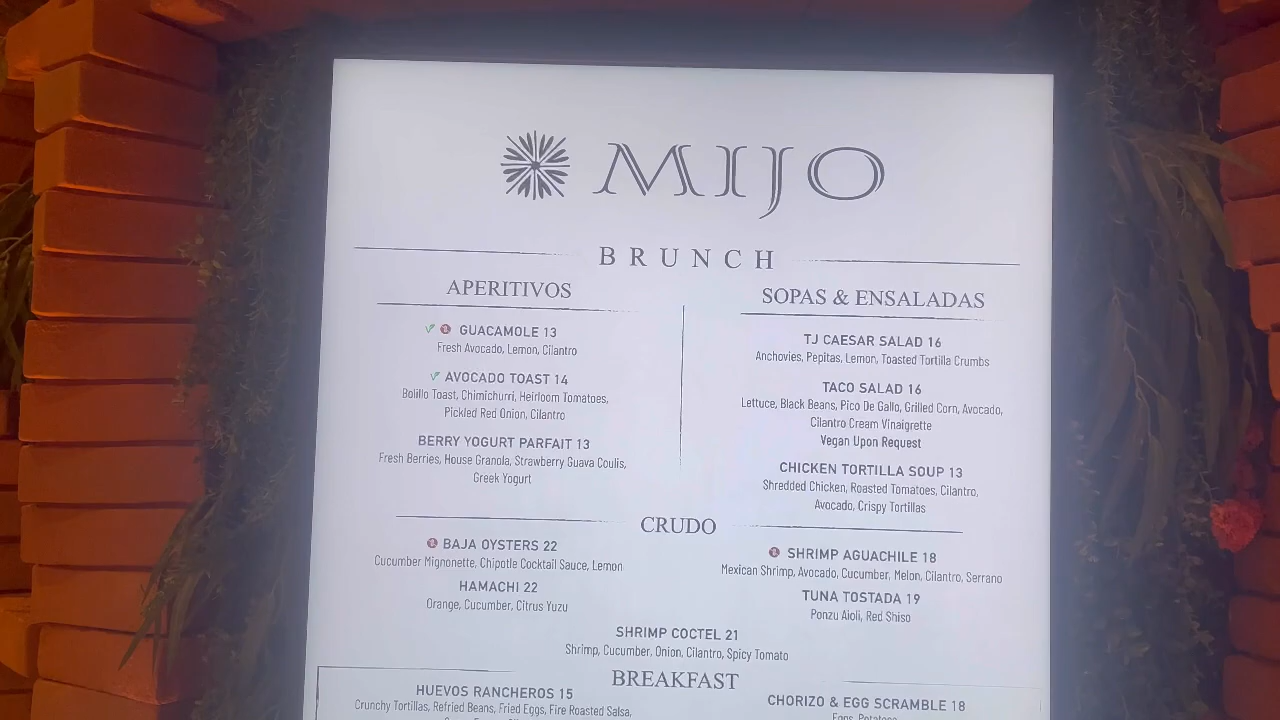 MIJO
BRUNCH
APERITIVOS
GUACAMOLE 13
Fresh Avocado, Lemon, Cilantro
AVOCADO TOAST 14
Bolillo Toast, Chimichurri, Heirloom Tomatoes,
Pickled Red Onion, Cilantro
BERRY YOGURT PARFAIT 13
Fresh Berries, House Granola, Strawberry Guava Coulis,
Greek Yogurt
SOPAS & ENSALADAS
TJ CAESAR SALAD 16
Anchovies, Pepitas, Lemon, Toasted Tortilla Crumbs
TACO SALAD 16
Lettuce, Black Beans, Pico De Gallo, Grilled Corn, Avocado,
Cilantro Cream Vinaigrette
Vegan Upon Request
CHICKEN TORTILLA SOUP 13
Shredded Chicken, Roasted Tomatoes, Cilantro,
Avocado, Crispy Tortillas
CRUDO
BAJA OYSTERS 22
Cucumber Mignonette, Chipotle Cocktail Sauce, Lemon
HAMACHI 22
Orange, Cucumber, Citrus Yuzu
SHRIMP AGUACHILE 18
Mexican Shrimp, Avocado, Cucumber, Melon, Cilantro, Serrano
TUNA TOSTADA 19
Ponzu Aioli, Red Shiso
SHRIMP COCTEL 21
Shrimp, Cucumber, Onion, Cilantro, Spicy Tomato
BREAKFAST
HUEVOS RANCHEROS 15
Crunchy Tortillas, Refried Beans, Fried Eggs, Fire Roasted Salsa,
CHORIZO & EGG SCRAMBLE 18